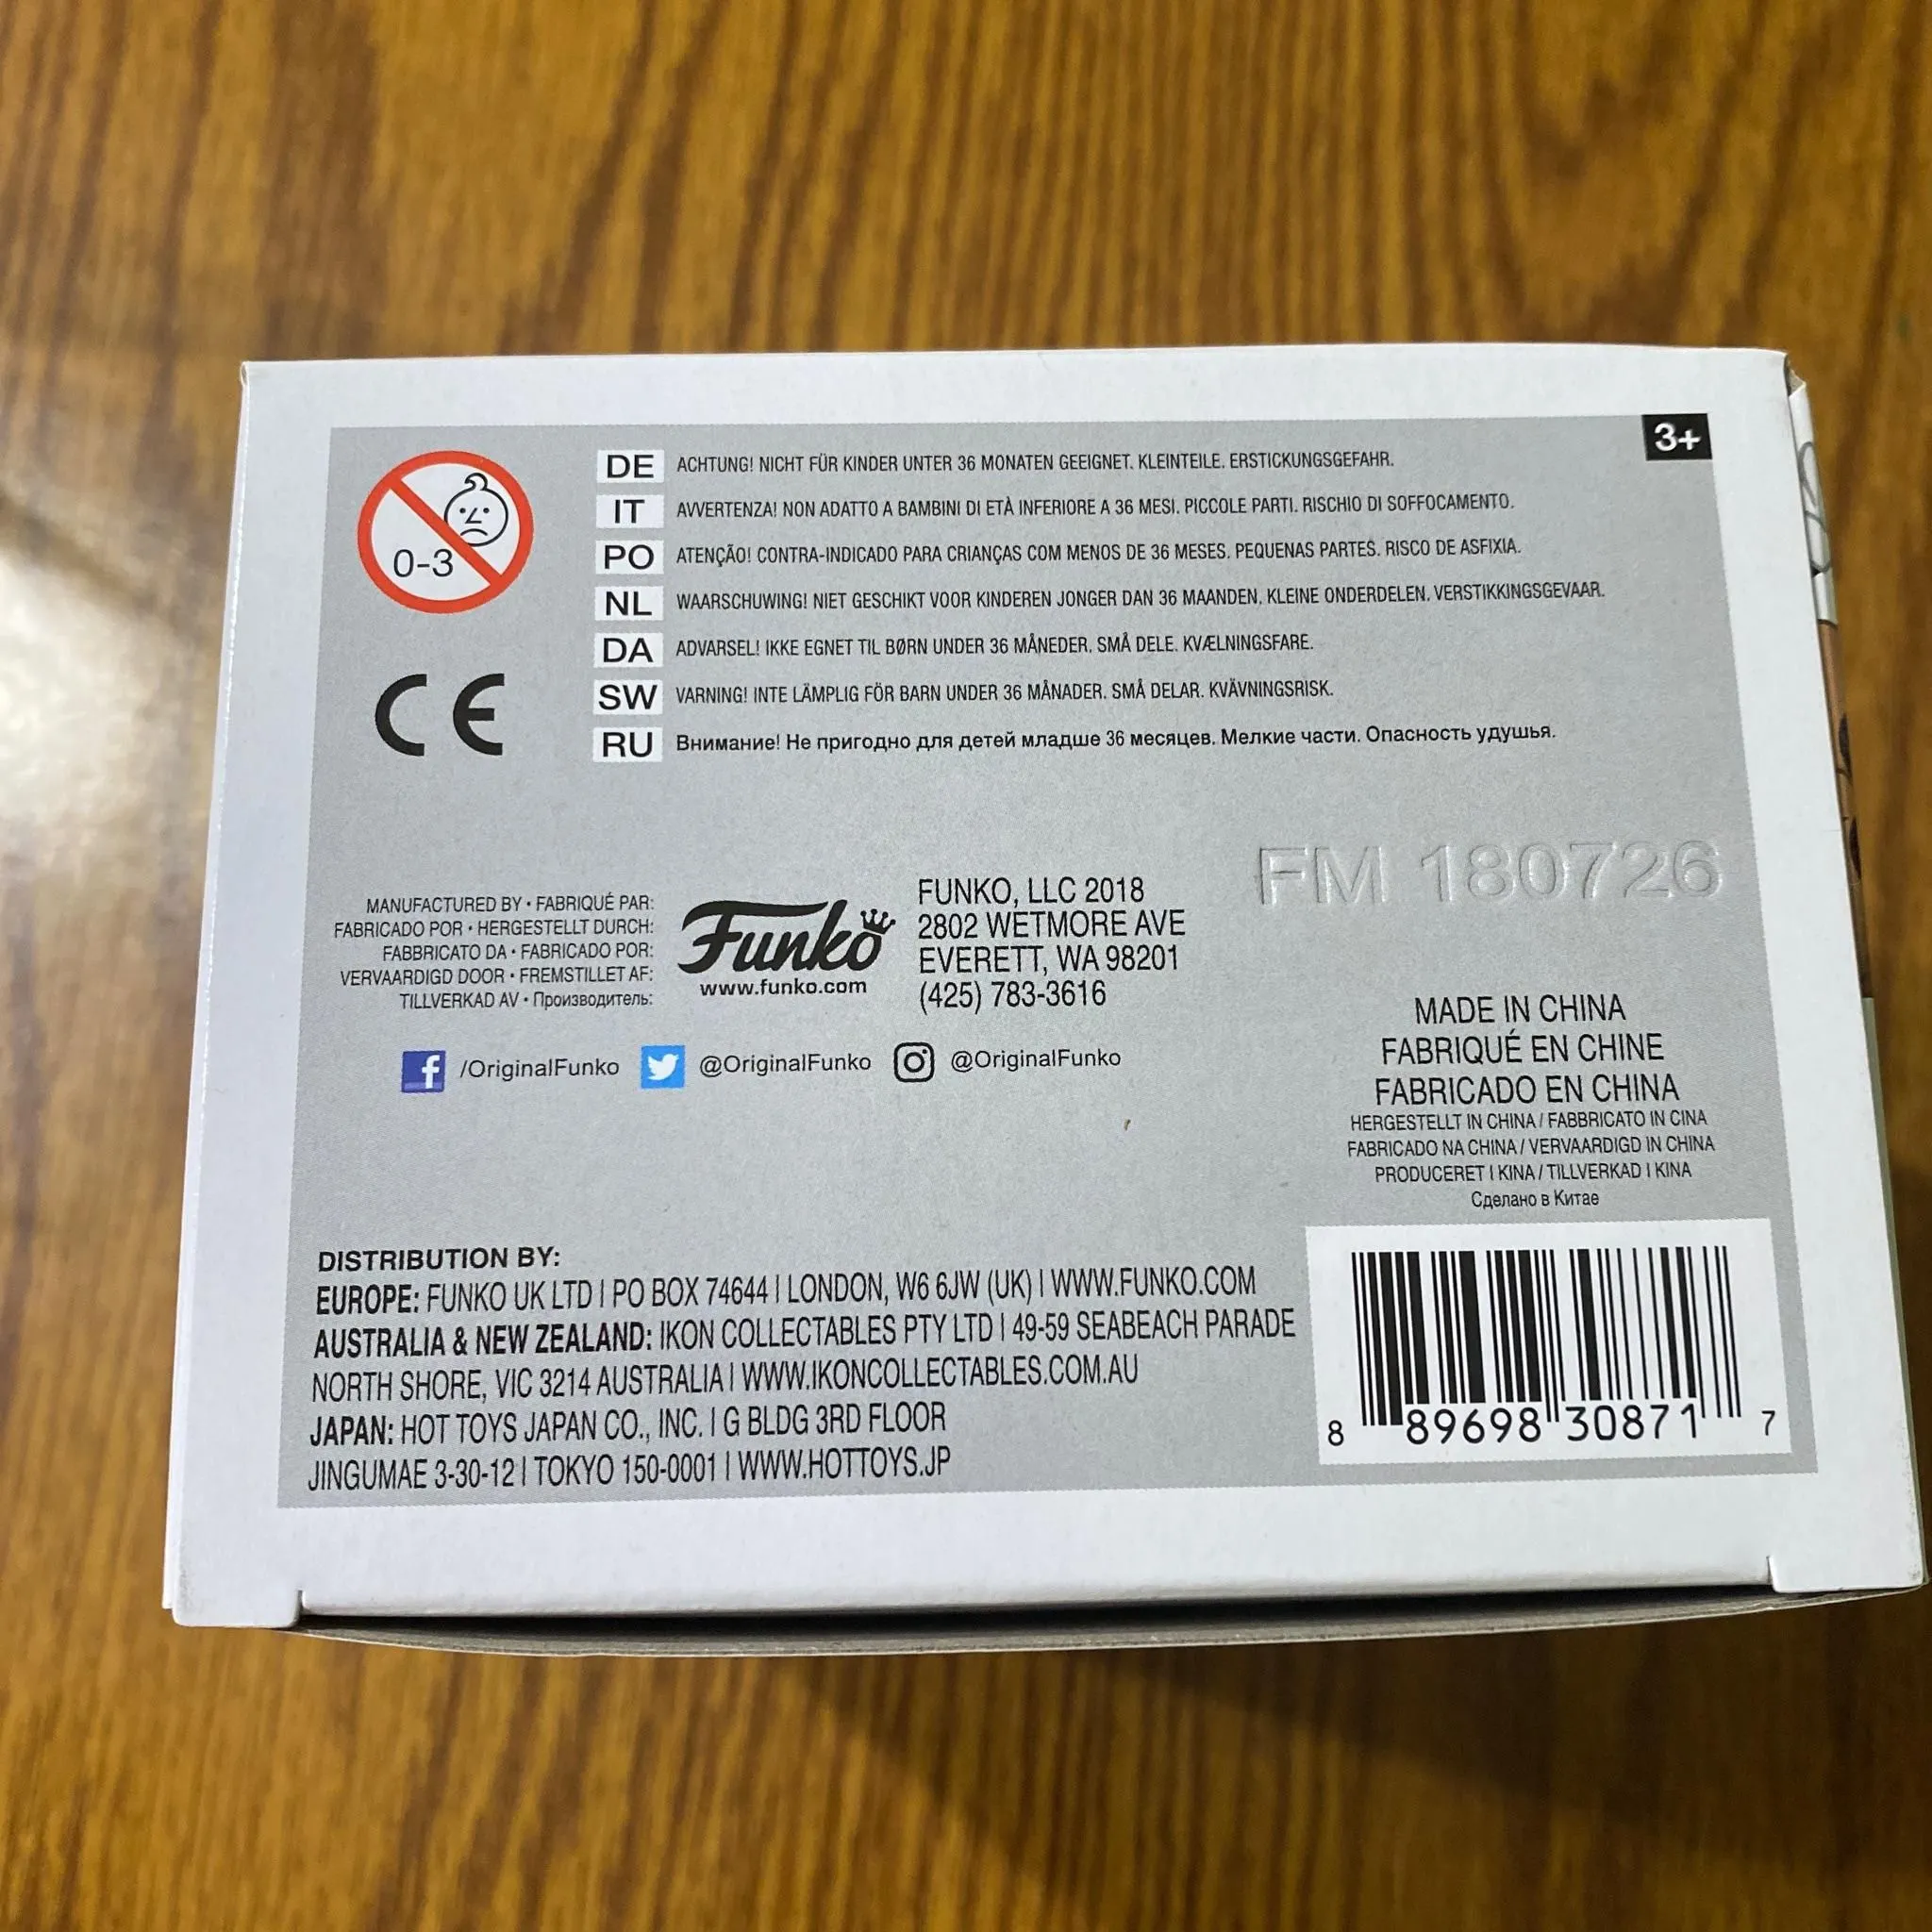 3+
0-3
DE ACHTUNG! NICHT FÜR KINDER UNTER 36 MONATEN GEEIGNET. KLEINTEILE. ERSTICKUNGSGEFAHR.
IT AVVERTENZA! NON ADATTO A BAMBINI DI ETÀ INFERIORE A 36 MESI. PICCOLE PARTI. RISCHIO DI SOFFOCAMENTO.
PO ATENÇÃO! CONTRA-INDICADO PARA CRIANÇAS COM MENOS DE 36 MESES. PEQUENAS PARTES. RISCO DE ASFIXIA.
NL WAARSCHUWING! NIET GESCHIKT VOOR KINDEREN JONGER DAN 36 MAANDEN. KLEINE ONDERDELEN. VERSTIKKINGSGEVAAR.
DA ADVARSEL! IKKE EGNET TIL BØRN UNDER 36 MÅNEDER. SMÅ DELE. KVÆLNINGSFARE.
SW VARNING! INTE LÄMPLIG FÖR BARN UNDER 36 MÅNADER. SMÅ DELAR. KVÄVNINGSRISK.
RU Внимание! Не пригодно для детей младше 36 месяцев. Мелкие части. Опасность удушья.
CE
FM 180726
MANUFACTURED BY • FABRIQUÉ PAR:
FABRICADO POR • HERGESTELLT DURCH:
FABBRICATO DA • FABRICADO POR:
VERVAARDIGD DOOR • FREMSTILLET AF:
TILLVERKAD AV • Производитель:
Funko
www.funko.com
FUNKO, LLC 2018
2802 WETMORE AVE
EVERETT, WA 98201
(425) 783-3616
f /OriginalFunko @OriginalFunko @OriginalFunko
MADE IN CHINA
FABRIQUÉ EN CHINE
FABRICADO EN CHINA
HERGESTELLT IN CHINA / FABBRICATO IN CINA
FABRICADO NA CHINA / VERVAARDIGD IN CHINA
PRODUCERET I KINA / TILLVERKAD I KINA
Сделано в Китае
DISTRIBUTION BY:
EUROPE: FUNKO UK LTD | PO BOX 74644 | LONDON, W6 6JW (UK) | WWW.FUNKO.COM
AUSTRALIA & NEW ZEALAND: IKON COLLECTABLES PTY LTD | 49-59 SEABEACH PARADE
NORTH SHORE, VIC 3214 AUSTRALIA | WWW.IKONCOLLECTABLES.COM.AU
JAPAN: HOT TOYS JAPAN CO., INC. | G BLDG 3RD FLOOR
JINGUMAE 3-30-12 | TOKYO 150-0001 | WWW.HOTTOYS.JP
8 89698 30871 7